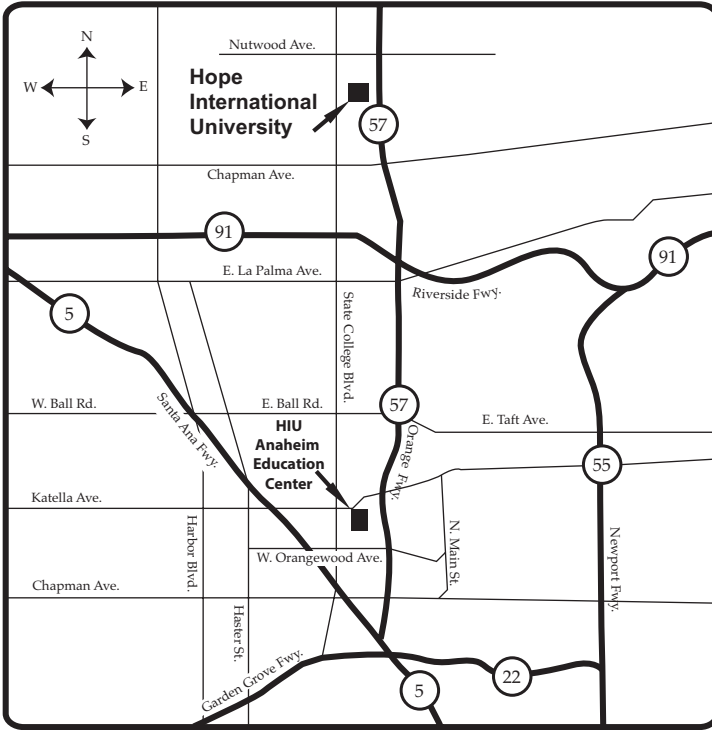 N
Nutwood Ave.
W
E
S
Hope
International
University
57
Chapman Ave.
91
91
E. La Palma Ave.
Riverside Fwy.
5
State College Blvd.
W. Ball Rd.
Santa Ana Fwy.
E. Ball Rd.
57
E. Taft Ave.
HIU
Anaheim
Education
Center
Orange Fwy.
55
Katella Ave.
Harbor Blvd.
W. Orangewood Ave.
N. Main St.
Newport Fwy.
Chapman Ave.
Haster St.
Garden Grove Fwy.
22
5